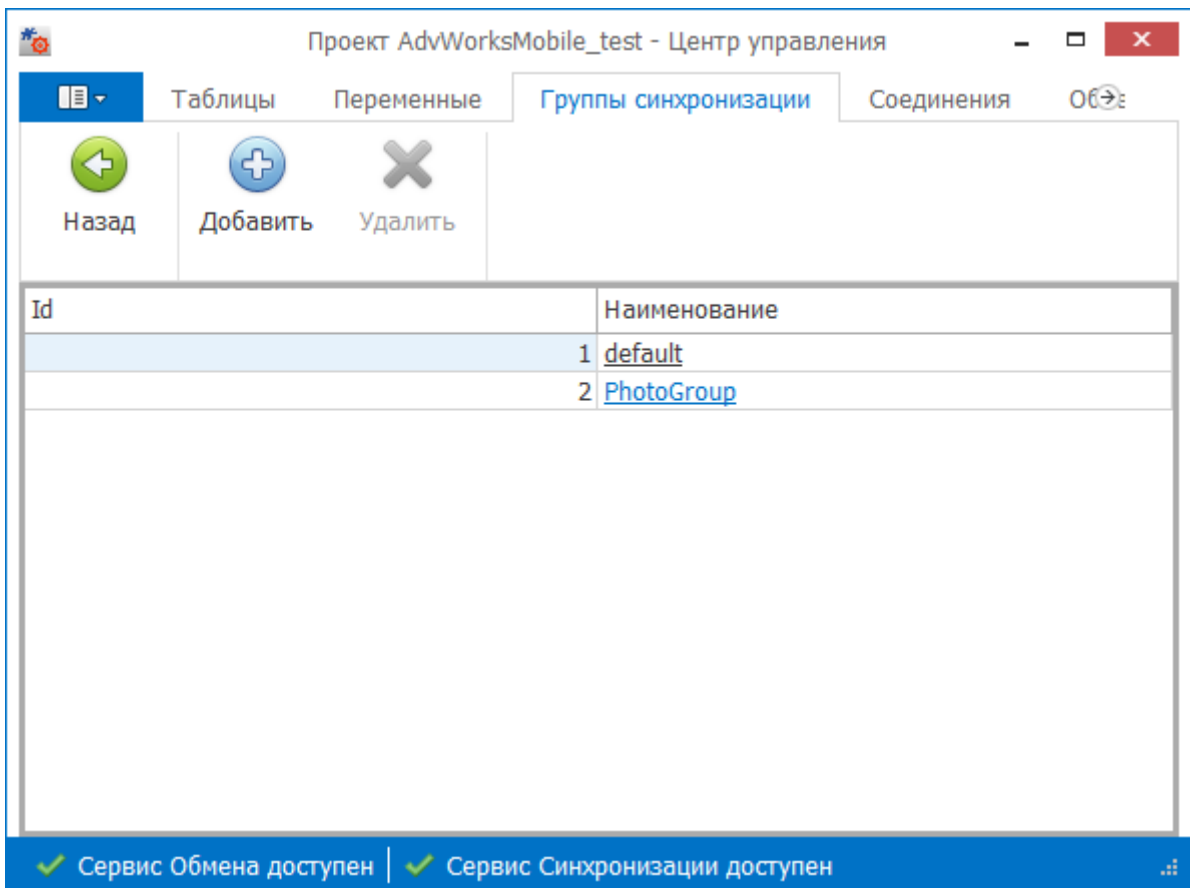 Проект AdvWorksMobile_test - Центр управления
Таблицы Переменные Группы синхронизации Соединения
Назад Добавить Удалить
Id Наименование
1 default
2 PhotoGroup
Сервис Обмена доступен Сервис Синхронизации доступен